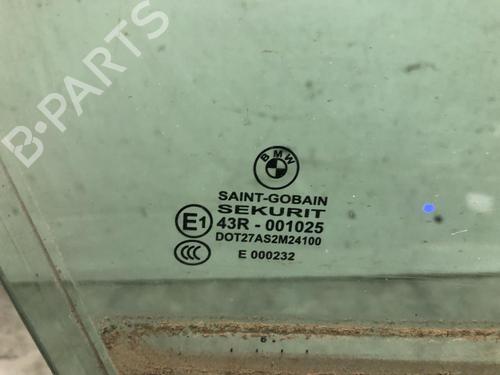 B-PARTS
BMW
SAINT-GOBAIN
SEKURIT
E1 43R - 001025
DOT27AS2M24100
CCC
E 000232